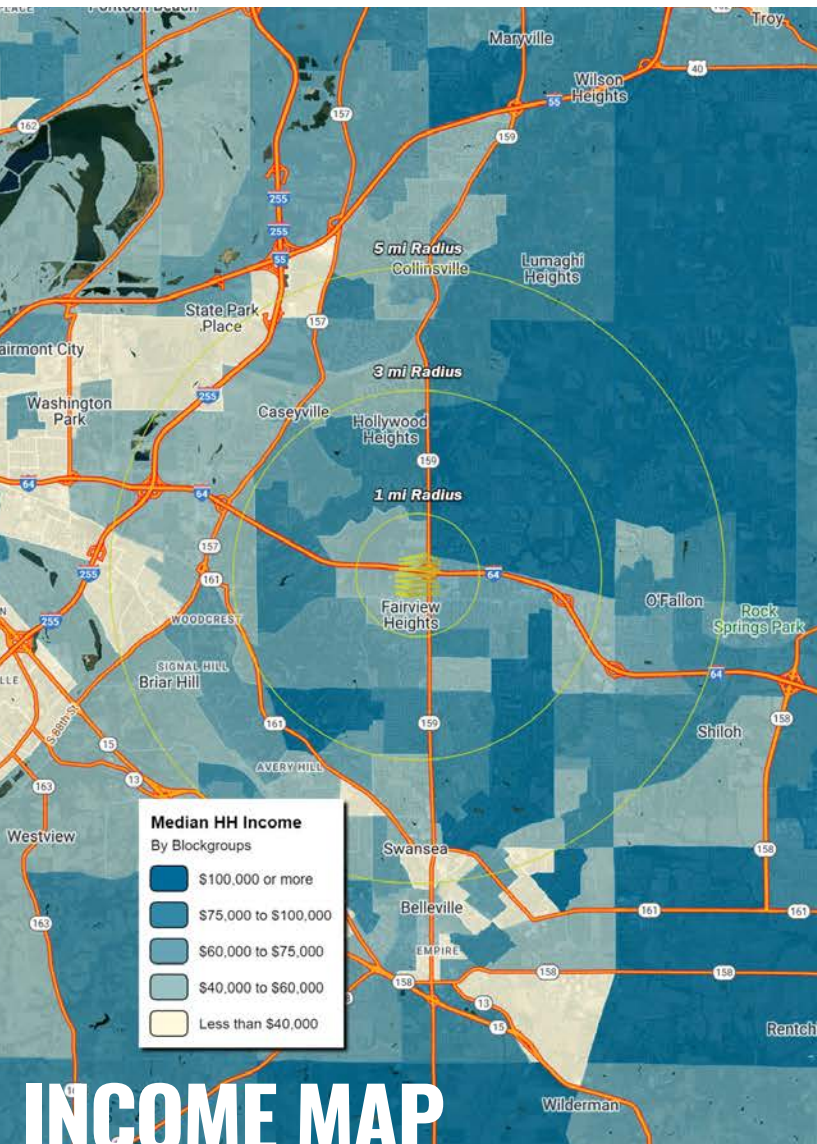 Troy
Maryville
40
Wilson
Heights
55
157
162
159
255
255
5 mi Radius
Collinsville
55
Lumaghi
Heights
State Park
Place
157
Washington
Park
255
3 mi Radius
Caseyville
Hollywood
Heights
159
64
64
1 mi Radius
157
255
161
64
Fairview
Heights
O'Fallon
Rock
Springs Park
255
WOODCREST
SIGNAL HILL
Briar Hill
64
161
159
158
Shiloh
S 88th St
15
AVERY HILL
13
163
Westview
Swansea
158
Median HH Income
By Blockgroups
$100,000 or more
$75,000 to $100,000
$60,000 to $75,000
$40,000 to $60,000
Less than $40,000
Belleville
161
161
163
EMPIRE
158
158
158
13
15
INCOME MAP
Wilderman